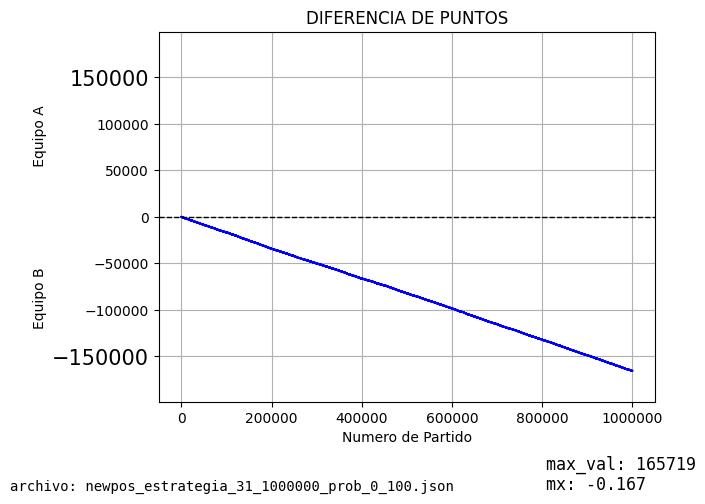 DIFERENCIA DE PUNTOS
150000
100000
50000
0
−50000
−100000
−150000
Equipo A
Equipo B
0 200000 400000 600000 800000 1000000
Numero de Partido
max_val: 165719
archivo: newpos_estrategia_31_1000000_prob_0_100.json mx: -0.167